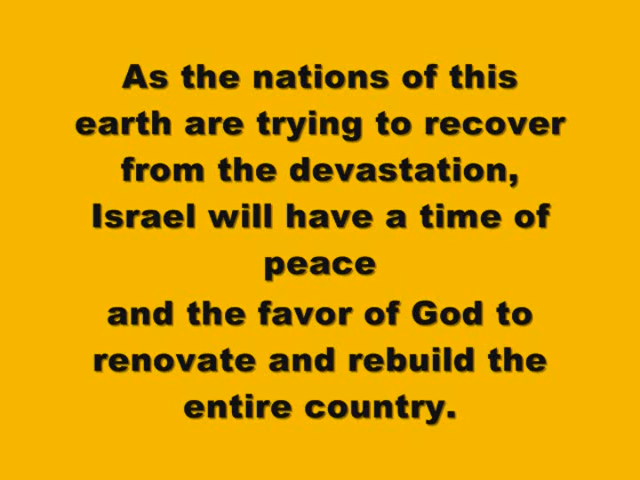 As the nations of this
earth are trying to recover
from the devastation,
Israel will have a time of
peace
and the favor of God to
renovate and rebuild the
entire country.